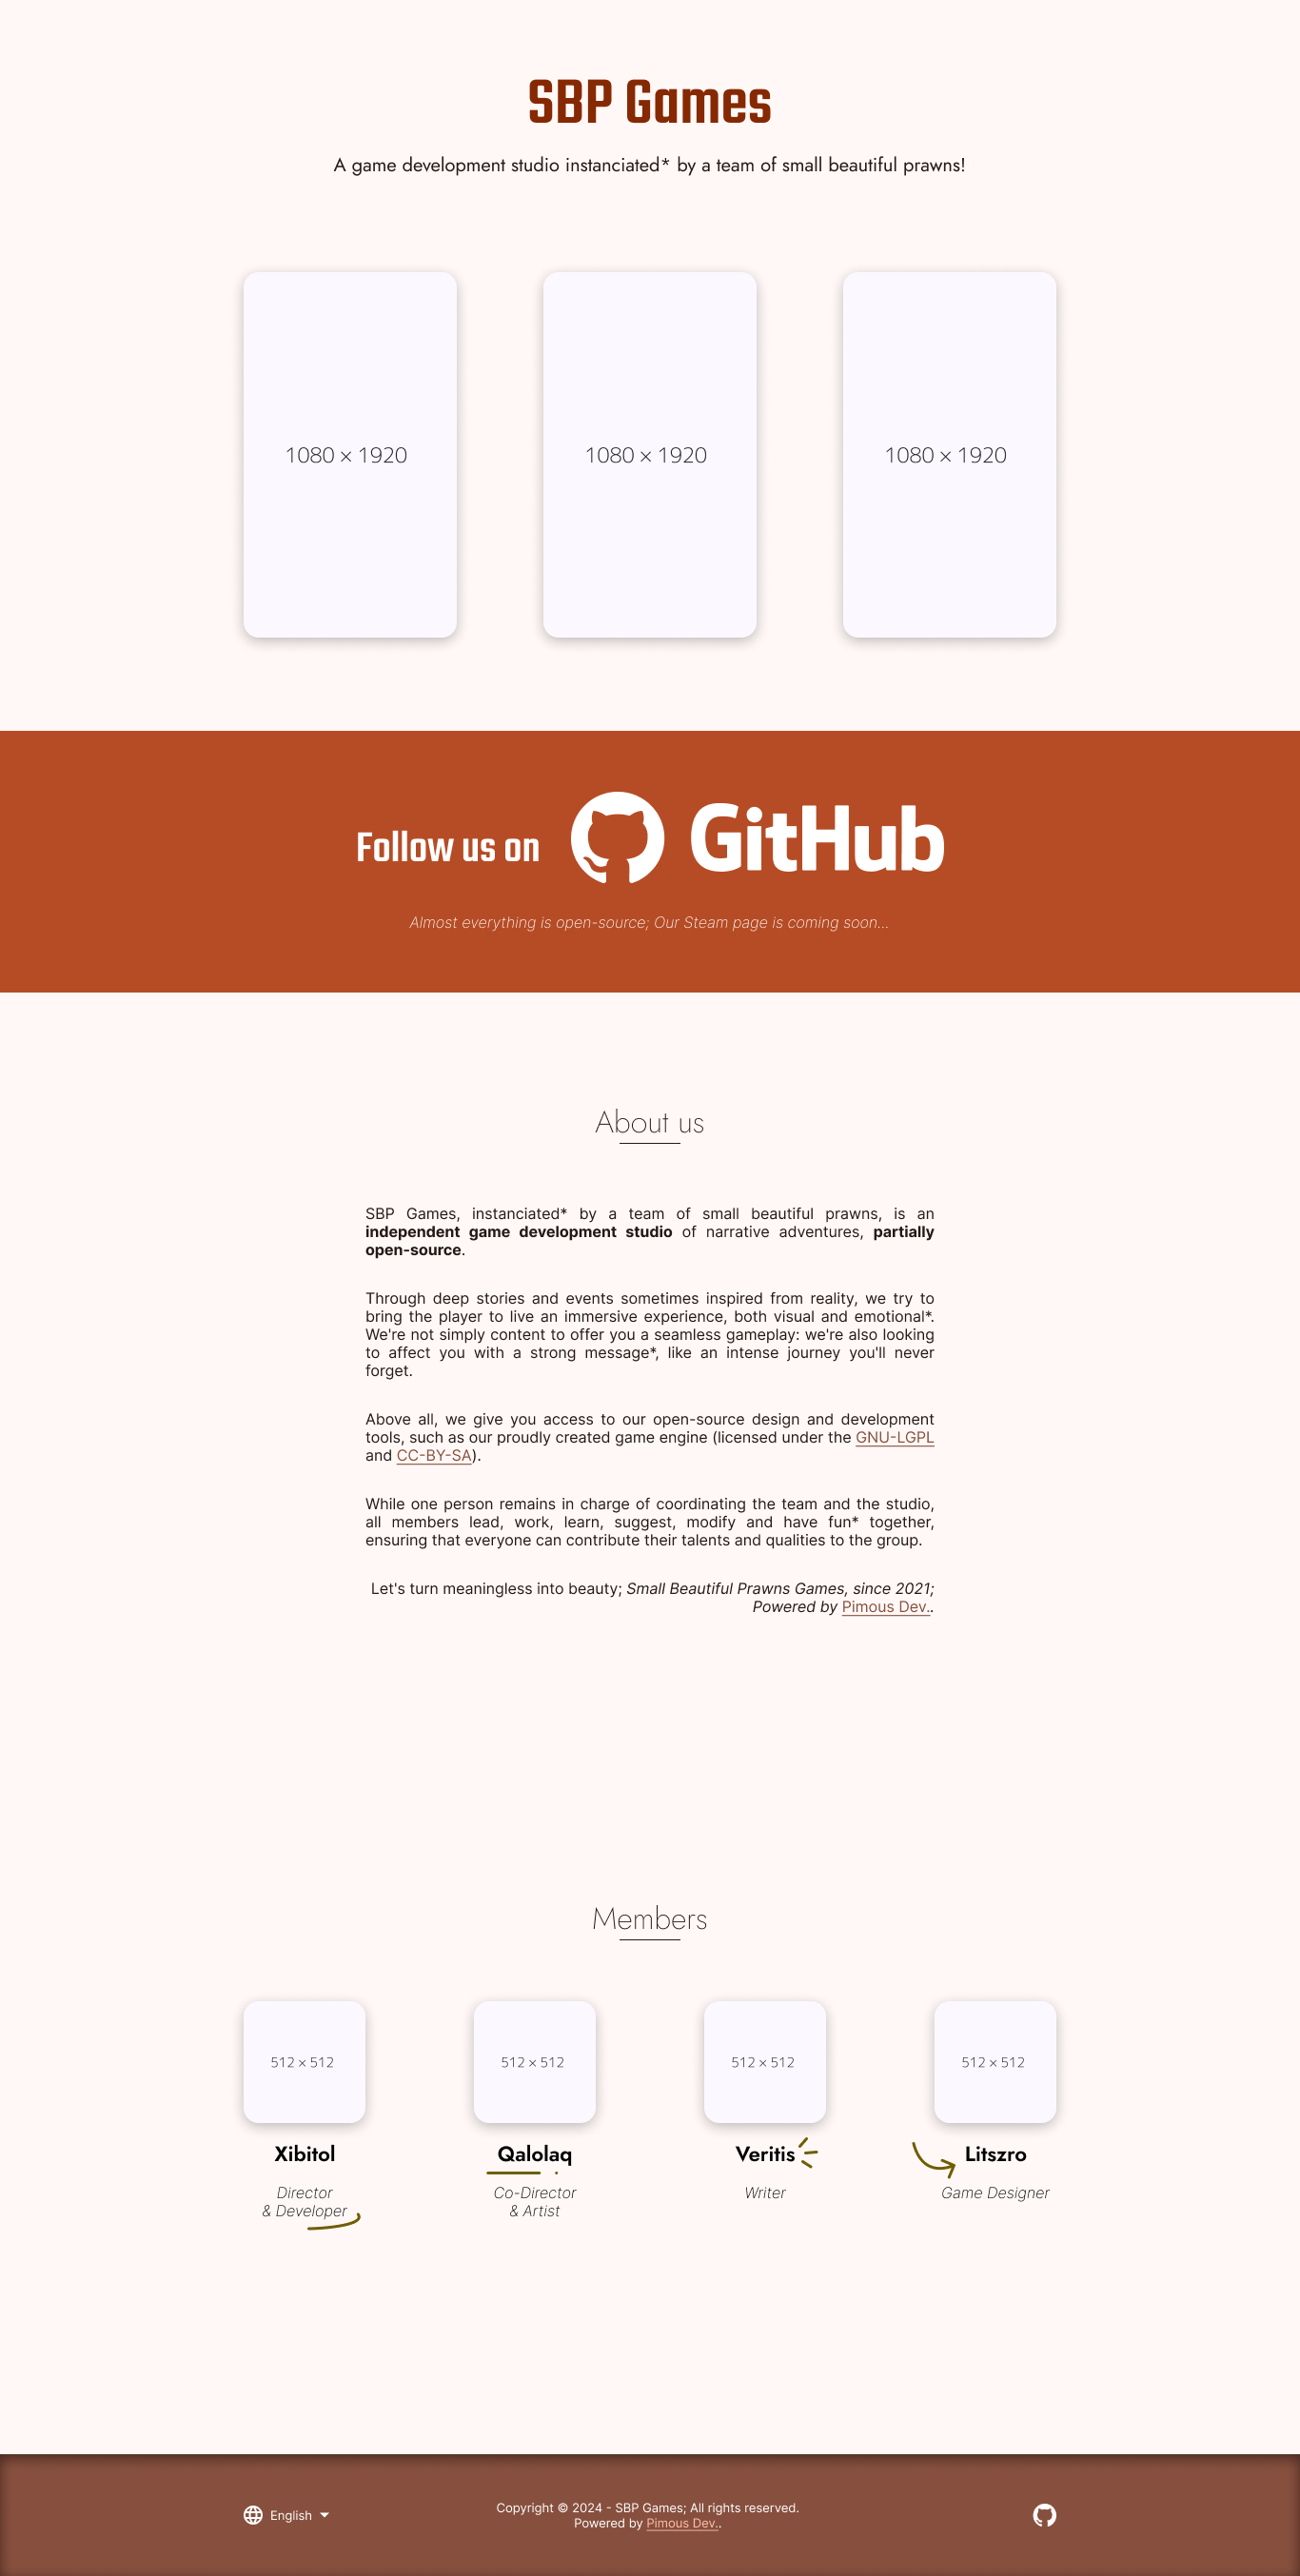 SBP Games
A game development studio instanciated* by a team of small beautiful prawns!
1080 × 1920
1080 × 1920
1080 × 1920
Follow us on GitHub
Almost everything is open-source; Our Steam page is coming soon...
About us
SBP Games, instanciated* by a team of small beautiful prawns, is an
independent game development studio of narrative adventures, partially
open-source.
Through deep stories and events sometimes inspired from reality, we try to
bring the player to live an immersive experience, both visual and emotional*.
We're not simply content to offer you a seamless gameplay: we're also looking
to affect you with a strong message*, like an intense journey you'll never
forget.
Above all, we give you access to our open-source design and development
tools, such as our proudly created game engine (licensed under the GNU-LGPL
and CC-BY-SA).
While one person remains in charge of coordinating the team and the studio,
all members lead, work, learn, suggest, modify and have fun* together,
ensuring that everyone can contribute their talents and qualities to the group.
Let's turn meaningless into beauty; Small Beautiful Prawns Games, since 2021;
Powered by Pimous Dev..
Members
512 × 512
512 × 512
512 × 512
512 × 512
Xibitol
Director
& Developer
Qalolaq
Co-Director
& Artist
Veritis
Writer
Litszro
Game Designer
English
Copyright © 2024 - SBP Games; All rights reserved.
Powered by Pimous Dev..